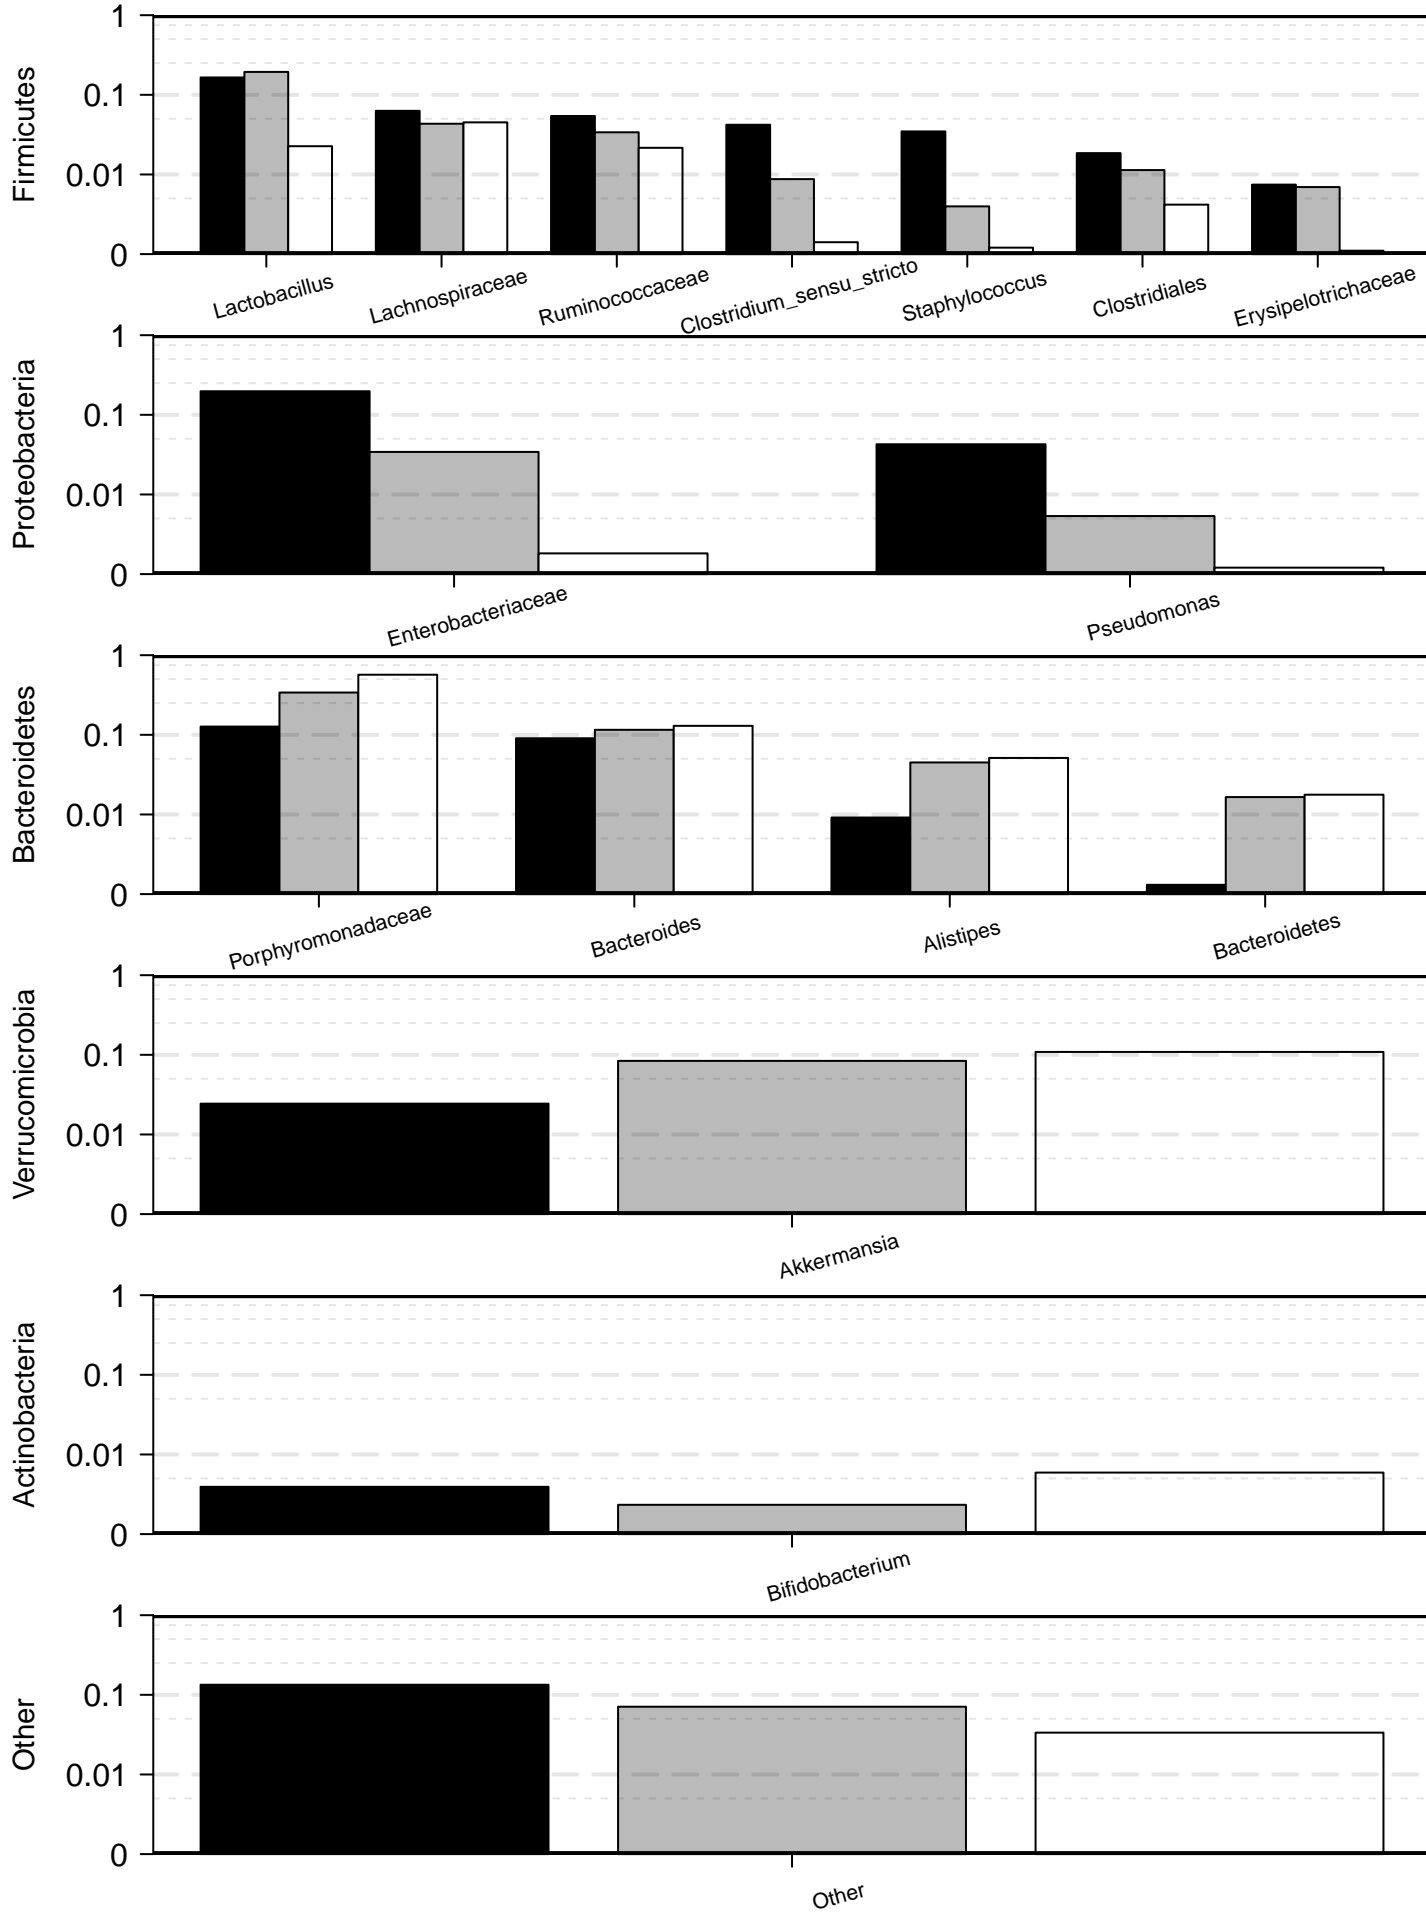 Firmicutes
1
0.1
0.01
0
Lactobacillus
Lachnospiraceae
Ruminococcaceae
Clostridium_sensu_stricto
Staphylococcus
Clostridiales
Erysipelotrichaceae
Proteobacteria
1
0.1
0.01
0
Enterobacteriaceae
Pseudomonas
Bacteroidetes
1
0.1
0.01
0
Porphyromonadaceae
Bacteroides
Alistipes
Bacteroidetes
Verrucomicrobia
1
0.1
0.01
0
Akkermansia
Actinobacteria
1
0.1
0.01
0
Bifidobacterium
Other
1
0.1
0.01
0
Other